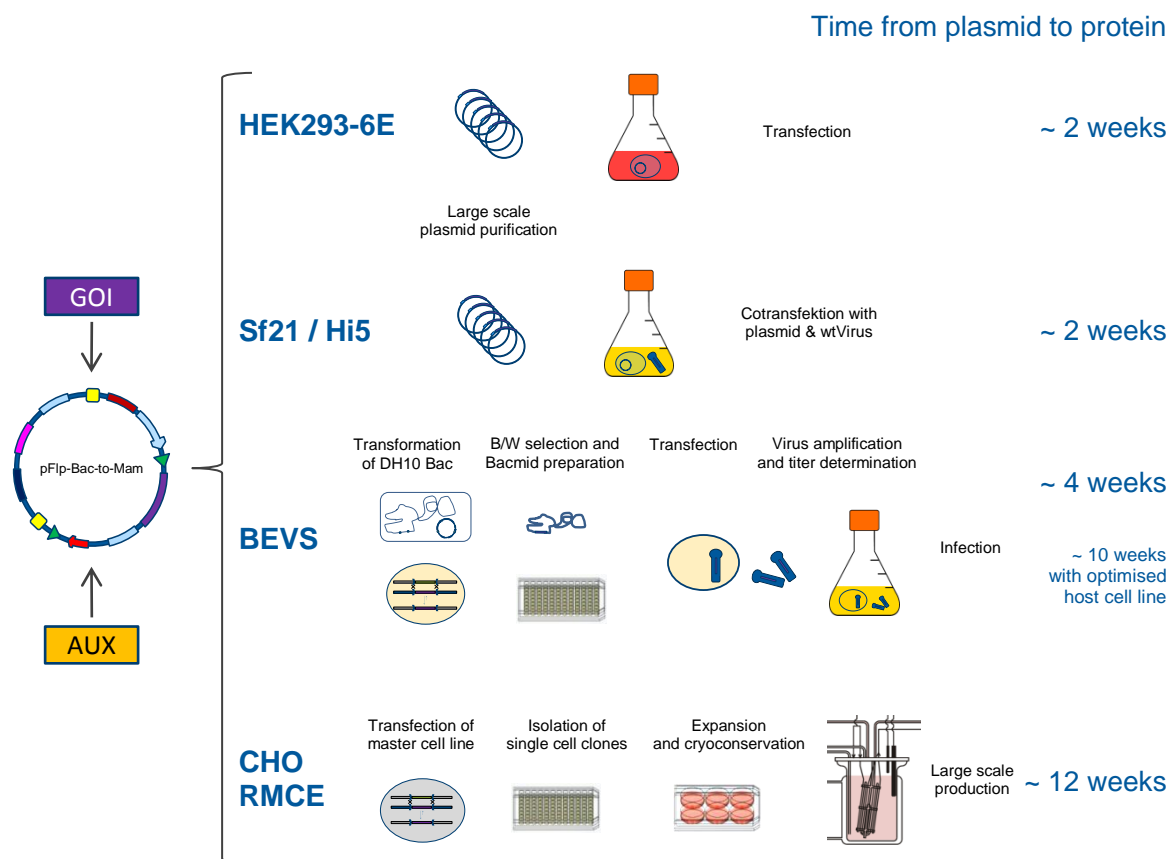 Time from plasmid to protein
HEK293-6E
Transfection
~ 2 weeks
Large scale
plasmid purification
GOI
Sf21 / Hi5
Cotransfektion with
plasmid & wtVirus
~ 2 weeks
pFlp-Bac-to-Mam
AUX
BEVS
Transformation
of DH10 Bac
B/W selection and
Bacmid preparation
Transfection
Virus amplification
and titer determination
Infection
~ 4 weeks
~ 10 weeks
with optimised
host cell line
CHO
RMCE
Transfection of
master cell line
Isolation of
single cell clones
Expansion
and cryoconservation
Large scale
production
~ 12 weeks